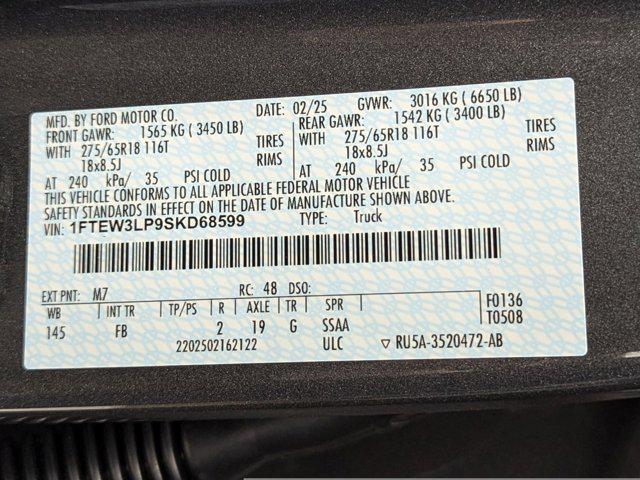 MFD. BY FORD MOTOR CO. DATE: 02/25 GVWR: 3016 KG ( 6650 LB)
FRONT GAWR: 1565 KG ( 3450 LB) REAR GAWR: 1542 KG ( 3400 LB)
WITH 275/65R18 116T TIRES WITH 275/65R18 116T TIRES
18x8.5J RIMS 18x8.5J RIMS
AT 240 kPa/ 35 PSI COLD AT 240 kPa/ 35 PSI COLD
THIS VEHICLE CONFORMS TO ALL APPLICABLE FEDERAL MOTOR VEHICLE
SAFETY STANDARDS IN EFFECT ON THE DATE OF MANUFACTURE SHOWN ABOVE.
VIN: 1FTEW3LP9SKD68599 TYPE: Truck
EXT PNT: M7 RC: 48 DSO:
WB INT TR TP/PS R AXLE TR SPR F0136
145 FB 2 19 G SSAA T0508
2202502162122 ULC ▽ RU5A-3520472-AB